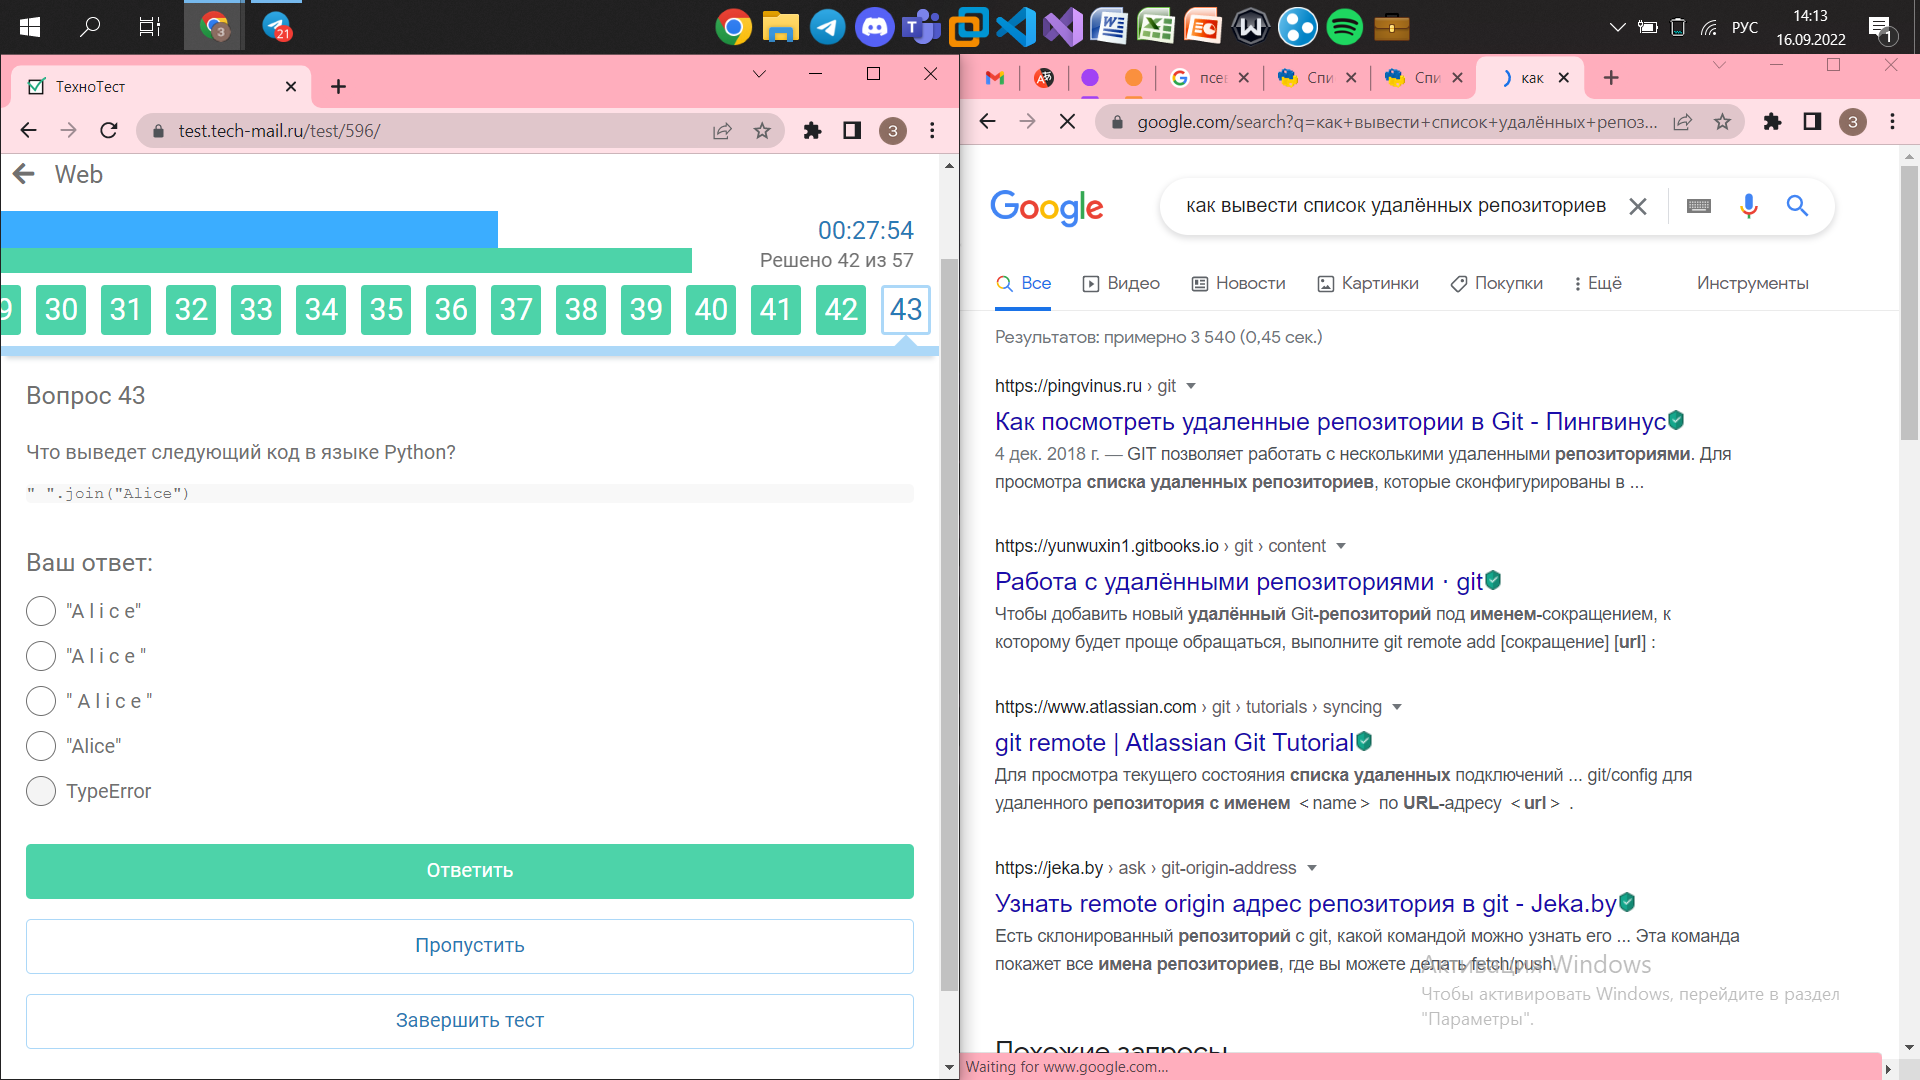 3
21
РУС
14:13
16.09.2022
1
ТехноТест
test.tech-mail.ru/test/596/
3
Web
00:27:54
Решено 42 из 57
9 30 31 32 33 34 35 36 37 38 39 40 41 42 43
Вопрос 43
Что выведет следующий код в языке Python?
" ".join("Alice")
Ваш ответ:
"A l i c e"
"A l i c e "
" A l i c e "
"Alice"
TypeError
Ответить
Пропустить
Завершить тест
псе Спи Спи как
google.com/search?q=как+вывести+список+удалённых+репоз...
3
Google
как вывести список удалённых репозиториев
Все Видео Новости Картинки Покупки Ещё Инструменты
Результатов: примерно 3 540 (0,45 сек.)
https://pingvinus.ru › git
Как посмотреть удаленные репозитории в Git - Пингвинус
4 дек. 2018 г. — GIT позволяет работать с несколькими удаленными репозиториями. Для
просмотра списка удаленных репозиториев, которые сконфигурированы в ...
https://yunwuxin1.gitbooks.io › git › content
Работа с удалёнными репозиториями · git
Чтобы добавить новый удалённый Git-репозиторий под именем-сокращением, к
которому будет проще обращаться, выполните git remote add [сокращение] [url] :
https://www.atlassian.com › git › tutorials › syncing
git remote | Atlassian Git Tutorial
Для просмотра текущего состояния списка удаленных подключений ... git/config для
удаленного репозитория с именем < name > по URL-адресу < url > .
https://jeka.by › ask › git-origin-address
Узнать remote origin адрес репозитория в git - Jeka.by
Есть склонированный репозиторий с git, какой командой можно узнать его ... Эта команда
покажет все имена репозиториев, где вы можете делать fetch/push.
Активация Windows
Чтобы активировать Windows, перейдите в раздел
"Параметры".
Похожие запросы
Waiting for www.google.com...